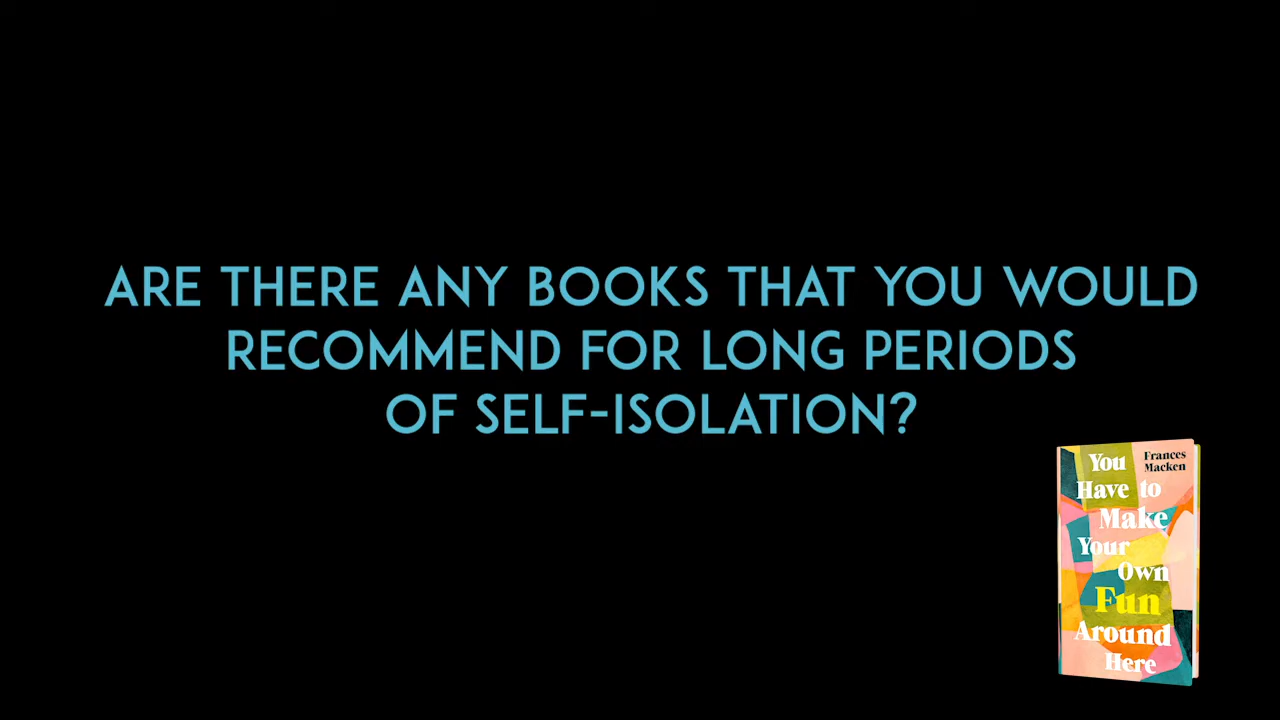 ARE THERE ANY BOOKS THAT YOU WOULD
RECOMMEND FOR LONG PERIODS
OF SELF-ISOLATION?
You
Have to
Make
Your
Own
Fun
Around
Here
Frances
Macken